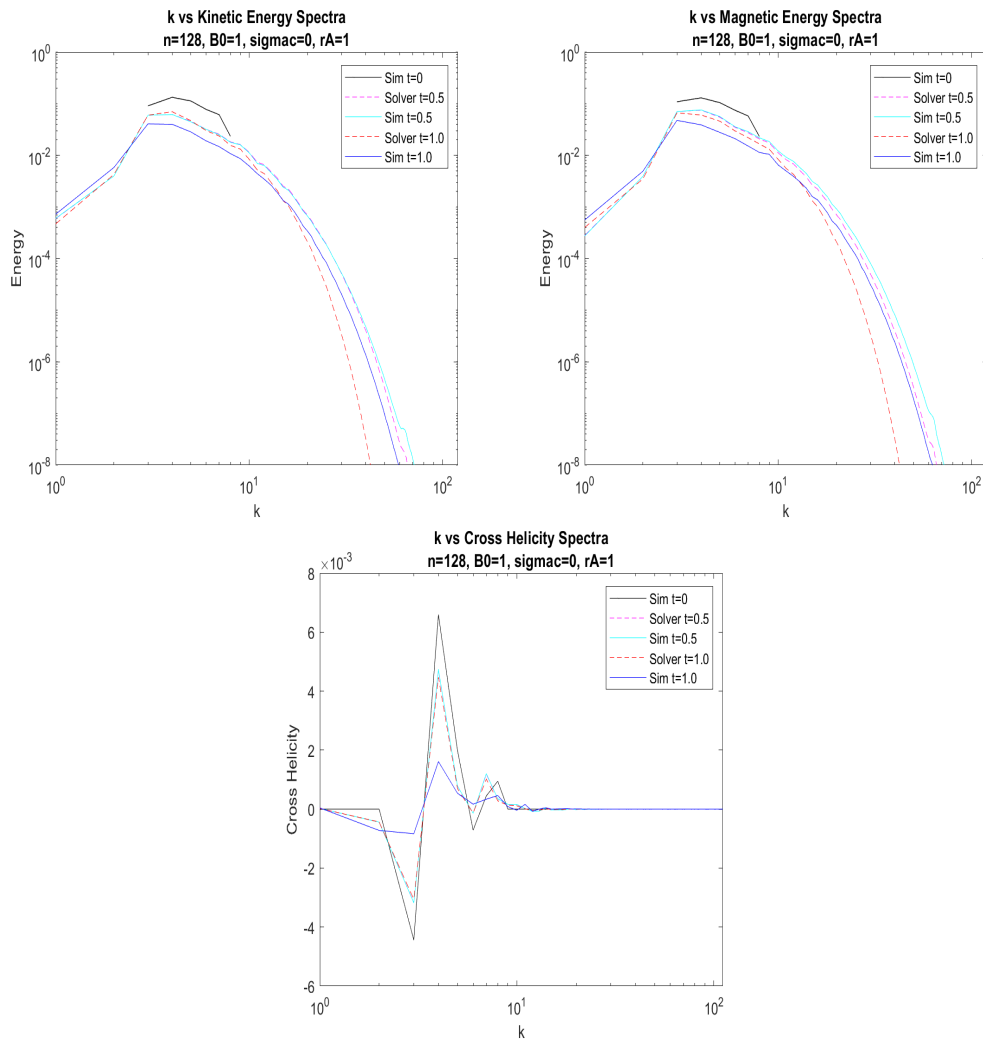 k vs Kinetic Energy Spectra
n=128, B0=1, sigmac=0, rA=1
Energy
10^0
10^-2
10^-4
10^-6
10^-8
Sim t=0
Solver t=0.5
Sim t=0.5
Solver t=1.0
Sim t=1.0
10^0
10^1
10^2
k
k vs Magnetic Energy Spectra
n=128, B0=1, sigmac=0, rA=1
Energy
10^0
10^-2
10^-4
10^-6
10^-8
Sim t=0
Solver t=0.5
Sim t=0.5
Solver t=1.0
Sim t=1.0
10^0
10^1
10^2
k
k vs Cross Helicity Spectra
n=128, B0=1, sigmac=0, rA=1
×10^-3
Cross Helicity
8
6
4
2
0
-2
-4
-6
Sim t=0
Solver t=0.5
Sim t=0.5
Solver t=1.0
Sim t=1.0
10^0
10^1
10^2
k